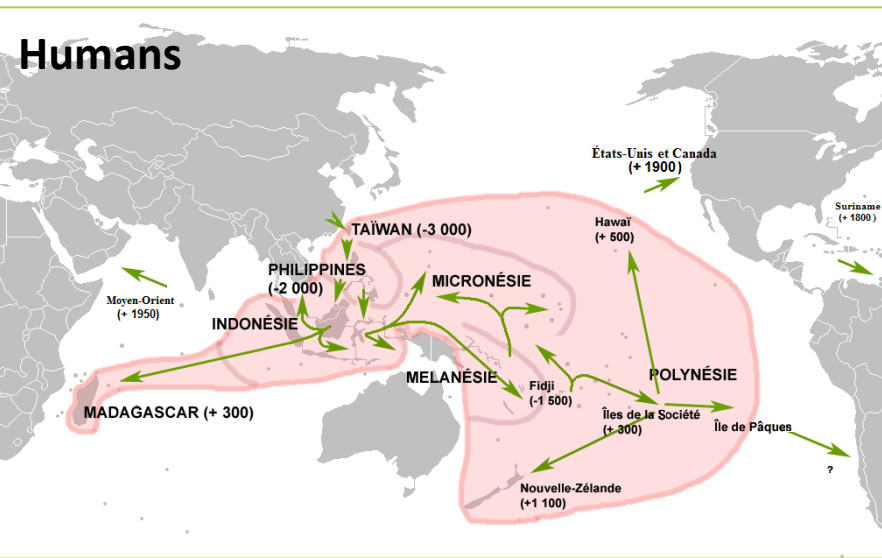 Humans
États-Unis et Canada
(+ 1900)
Suriname
(+ 1800)
Hawaï
(+ 500)
TAÏWAN (-3 000)
PHILIPPINES
(-2 000)
MICRONÉSIE
Moyen-Orient
(+ 1950)
INDONÉSIE
MELANÉSIE
Fidji
(-1 500)
POLYNÉSIE
MADAGASCAR (+ 300)
Îles de la Société
(+ 300)
Île de Pâques
?
Nouvelle-Zélande
(+1 100)